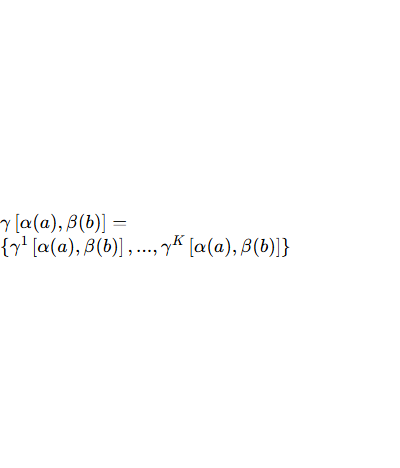 γ [α(a), β(b)] =
{γ¹ [α(a), β(b)] , ..., γᴷ [α(a), β(b)]}